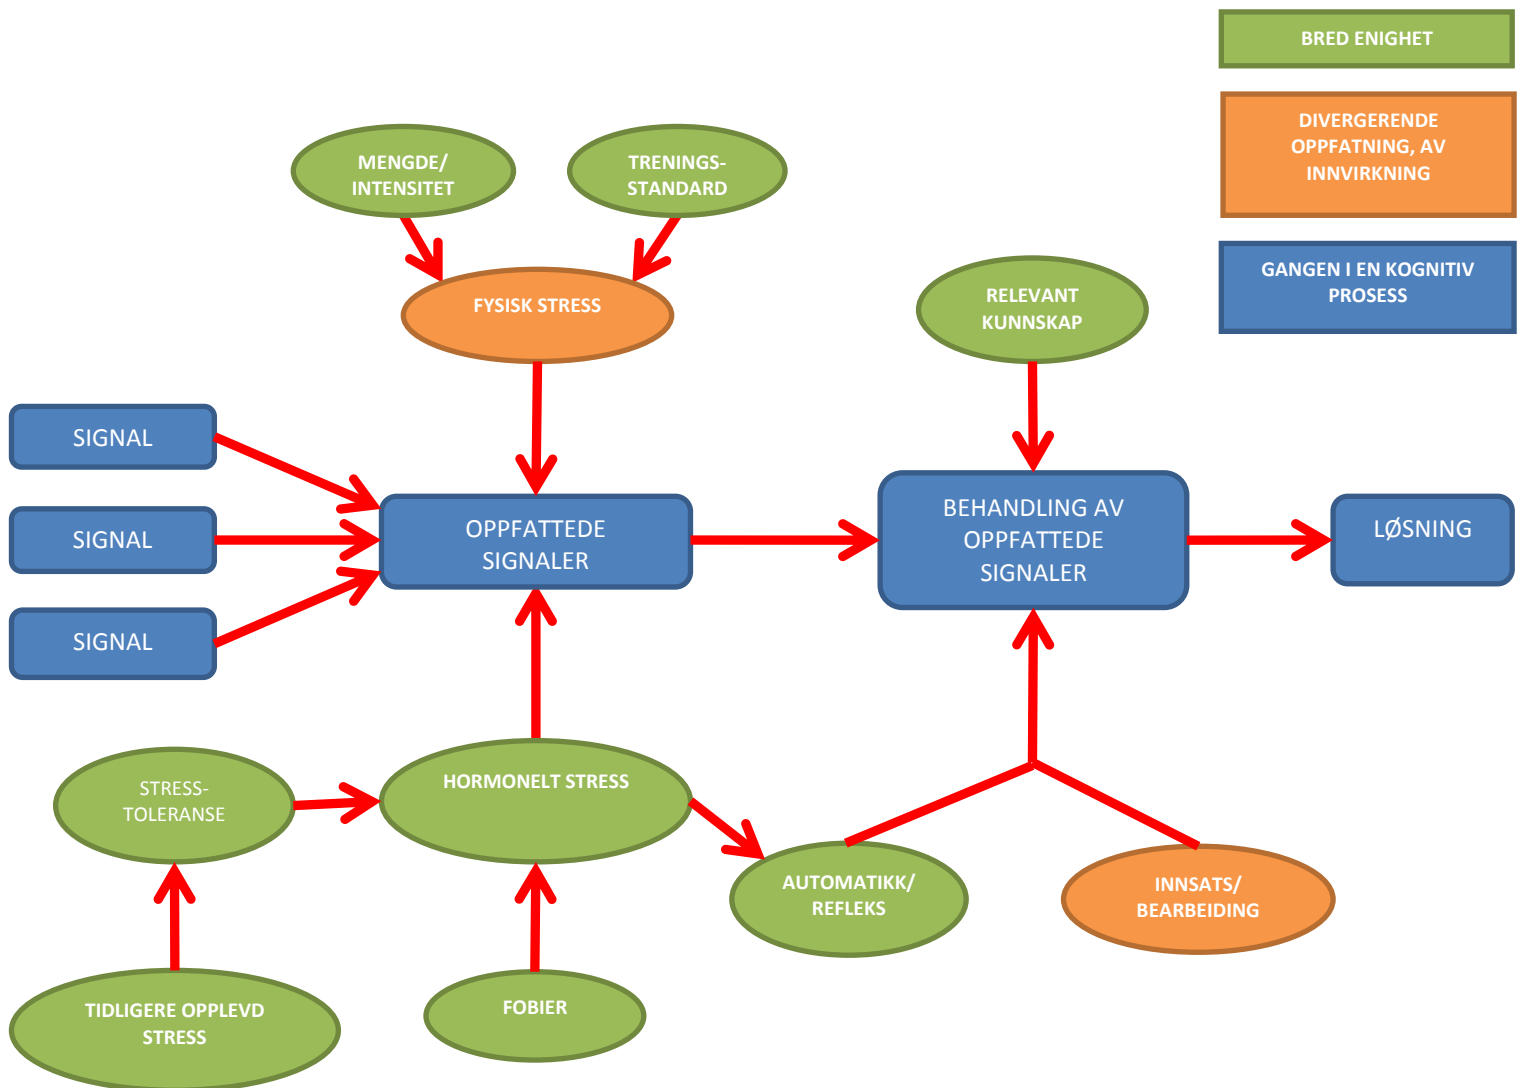 BRED ENIGHET
DIVERGERENDE
OPPFATNING, AV
INNVIRKNING
GANGEN I EN KOGNITIV
PROSESS
MENGDE/
INTENSITET
TRENINGS-
STANDARD
FYSISK STRESS
RELEVANT
KUNNSKAP
SIGNAL
SIGNAL
SIGNAL
OPPFATTEDE
SIGNALER
BEHANDLING AV
OPPFATTEDE
SIGNALER
LØSNING
STRESS-
TOLERANSE
HORMONELT STRESS
AUTOMATIKK/
REFLEKS
INNSATS/
BEARBEIDING
TIDLIGERE OPPLEVD
STRESS
FOBIER